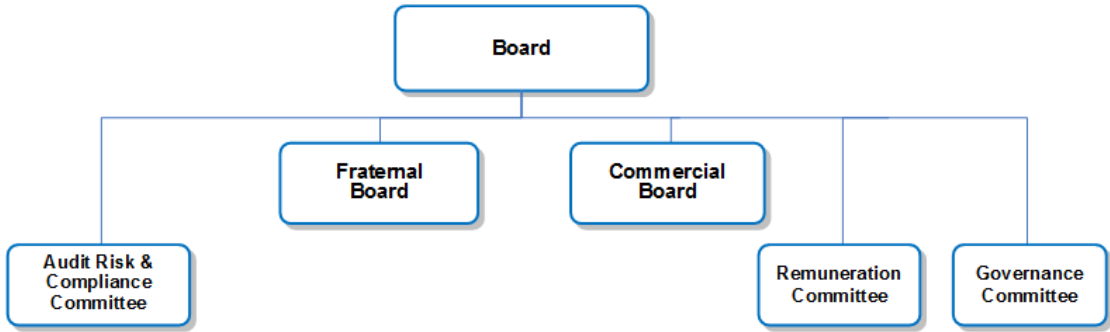 Board
Fraternal
Board
Commercial
Board
Audit Risk &
Compliance
Committee
Remuneration
Committee
Governance
Committee